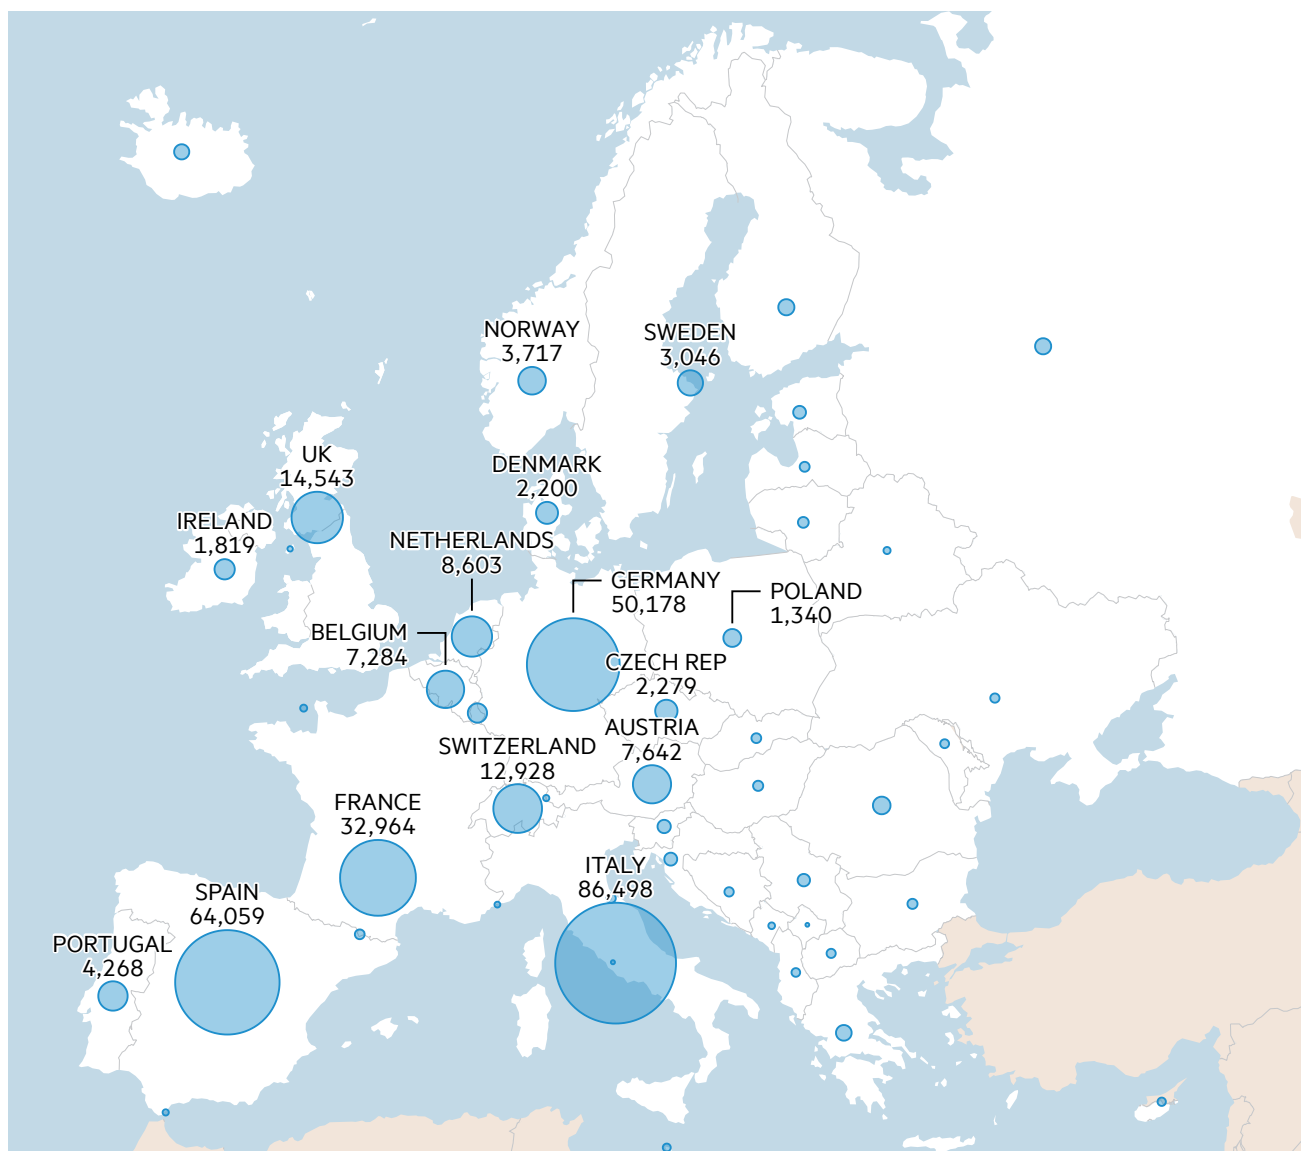 NORWAY
3,717
SWEDEN
3,046
UK
14,543
DENMARK
2,200
IRELAND
1,819
NETHERLANDS
8,603
GERMANY
50,178
POLAND
1,340
BELGIUM
7,284
CZECH REP
2,279
AUSTRIA
7,642
SWITZERLAND
12,928
FRANCE
32,964
ITALY
86,498
SPAIN
64,059
PORTUGAL
4,268